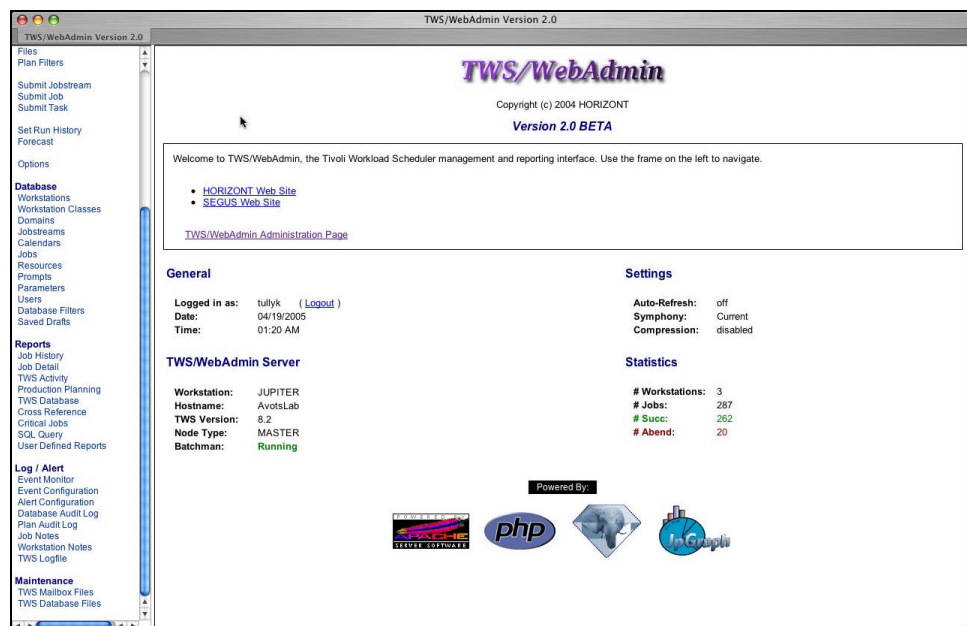 TWS/WebAdmin Version 2.0
TWS/WebAdmin Version 2.0
Files
Plan Filters
Submit Jobstream
Submit Job
Submit Task
Set Run History
Forecast
Options
Database
Workstations
Workstation Classes
Domains
Jobstreams
Calendars
Jobs
Resources
Prompts
Parameters
Users
Database Filters
Saved Drafts
Reports
Job History
Job Detail
TWS Activity
Production Planning
TWS Database
Cross Reference
Critical Jobs
SQL Query
User Defined Reports
Log / Alert
Event Monitor
Event Configuration
Alert Configuration
Database Audit Log
Plan Audit Log
Job Notes
Workstation Notes
TWS Logfile
Maintenance
TWS Mailbox Files
TWS Database Files
TWS/WebAdmin
Copyright (c) 2004 HORIZONT
Version 2.0 BETA
Welcome to TWS/WebAdmin, the Tivoli Workload Scheduler management and reporting interface. Use the frame on the left to navigate.
HORIZONT Web Site
SEGUS Web Site
TWS/WebAdmin Administration Page
General
Logged in as: tullyk ( Logout )
Date: 04/19/2005
Time: 01:20 AM
Settings
Auto-Refresh: off
Symphony: Current
Compression: disabled
TWS/WebAdmin Server
Workstation: JUPITER
Hostname: AvotsLab
TWS Version: 8.2
Node Type: MASTER
Batchman: Running
Statistics
# Workstations: 3
# Jobs: 287
# Succ: 262
# Abend: 20
Powered By:
POWERED BY
APACHE
SERVER SOFTWARE
php
JpGraph